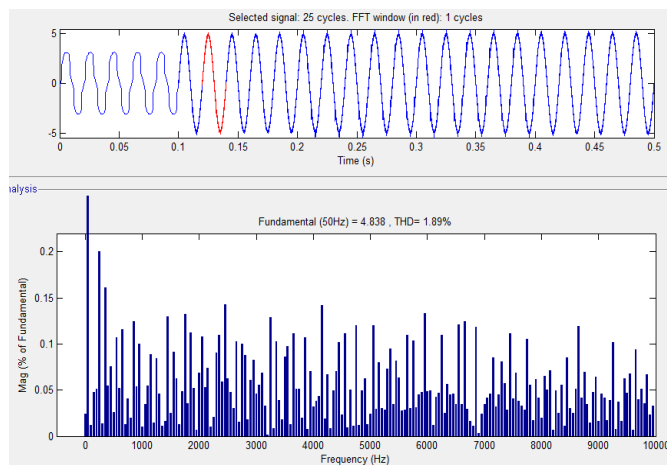 Selected signal: 25 cycles. FFT window (in red): 1 cycles
5
0
-5
0 0.05 0.1 0.15 0.2 0.25 0.3 0.35 0.4 0.45 0.5
Time (s)
nalysis
Fundamental (50Hz) = 4.838 , THD= 1.89%
0.2
0.15
0.1
0.05
0
Mag (% of Fundamental)
0 1000 2000 3000 4000 5000 6000 7000 8000 9000 10000
Frequency (Hz)